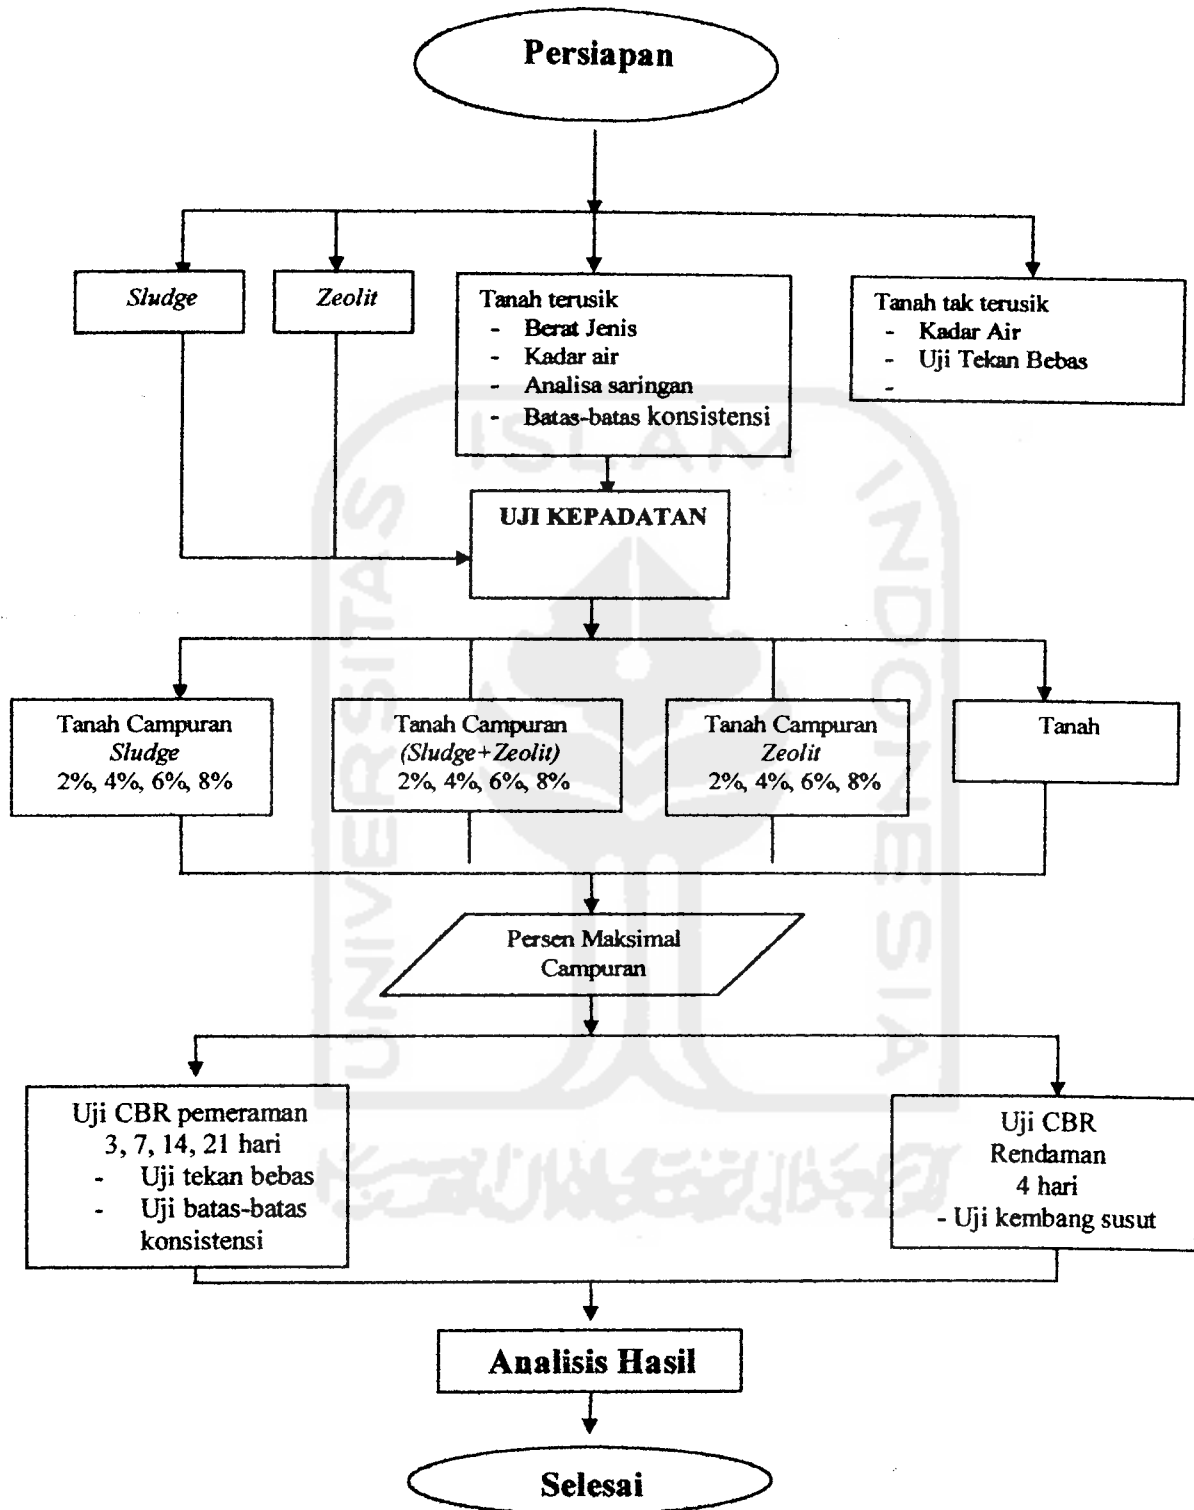 Persiapan
Sludge
Zeolit
Tanah terusik
- Berat Jenis
- Kadar air
- Analisa saringan
- Batas-batas konsistensi
Tanah tak terusik
- Kadar Air
- Uji Tekan Bebas
-
UJI KEPADATAN
Tanah Campuran
Sludge
2%, 4%, 6%, 8%
Tanah Campuran
(Sludge+Zeolit)
2%, 4%, 6%, 8%
Tanah Campuran
Zeolit
2%, 4%, 6%, 8%
Tanah
Persen Maksimal
Campuran
Uji CBR pemeraman
3, 7, 14, 21 hari
- Uji tekan bebas
- Uji batas-batas
konsistensi
Uji CBR
Rendaman
4 hari
- Uji kembang susut
Analisis Hasil
Selesai
UNIVERSITAS
ISLAM
INDONESIA